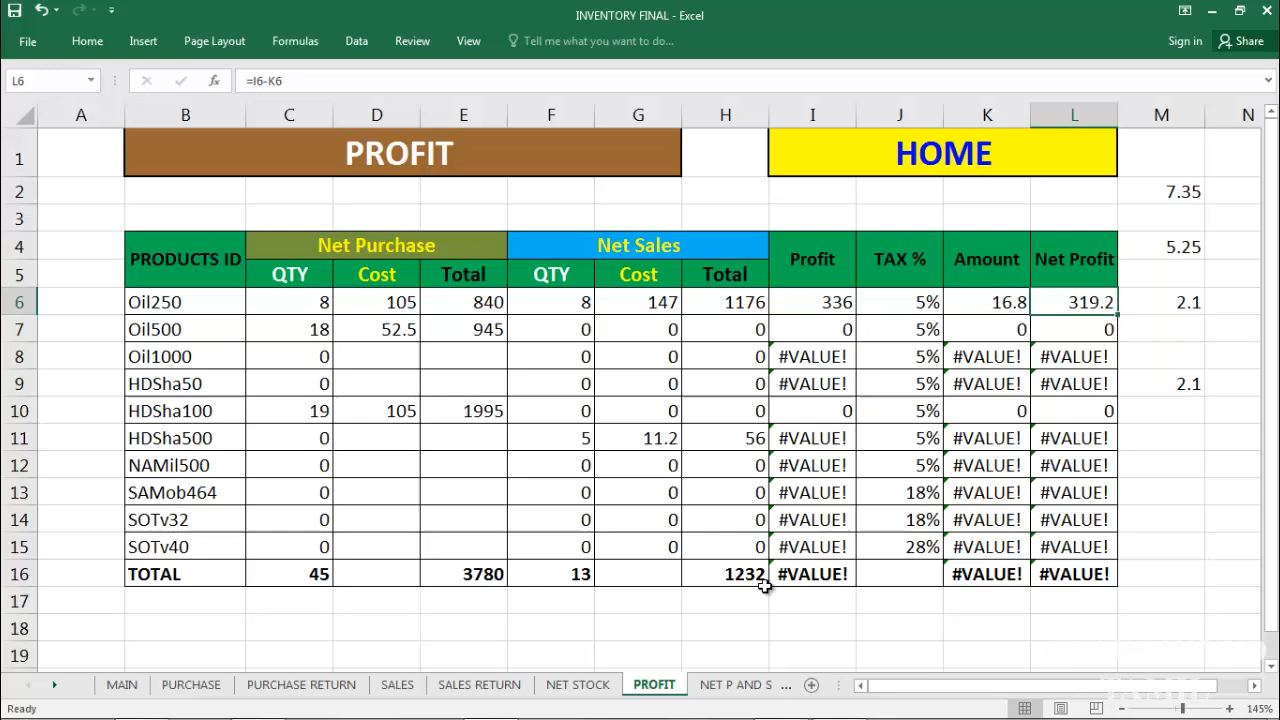 INVENTORY FINAL - Excel
File Home Insert Page Layout Formulas Data Review View Tell me what you want to do... Sign in Share
L6 fx =I6-K6
A B C D E F G H I J K L M N
1 PROFIT HOME
2 7.35
3
4 PRODUCTS ID Net Purchase Net Sales Profit TAX % Amount Net Profit 5.25
5 QTY Cost Total QTY Cost Total
6 Oil250 8 105 840 8 147 1176 336 5% 16.8 319.2 2.1
7 Oil500 18 52.5 945 0 0 0 0 5% 0 0
8 Oil1000 0 0 0 0 #VALUE! 5% #VALUE! #VALUE!
9 HDSha50 0 0 0 0 #VALUE! 5% #VALUE! #VALUE! 2.1
10 HDSha100 19 105 1995 0 0 0 0 5% 0 0
11 HDSha500 0 5 11.2 56 #VALUE! 5% #VALUE! #VALUE!
12 NAMil500 0 0 0 0 #VALUE! 5% #VALUE! #VALUE!
13 SAMob464 0 0 0 0 #VALUE! 18% #VALUE! #VALUE!
14 SOTv32 0 0 0 0 #VALUE! 18% #VALUE! #VALUE!
15 SOTv40 0 0 0 0 #VALUE! 28% #VALUE! #VALUE!
16 TOTAL 45 3780 13 1232 #VALUE! #VALUE! #VALUE!
17
18
19
MAIN PURCHASE PURCHASE RETURN SALES SALES RETURN NET STOCK PROFIT NET P AND S ...
Ready 145%